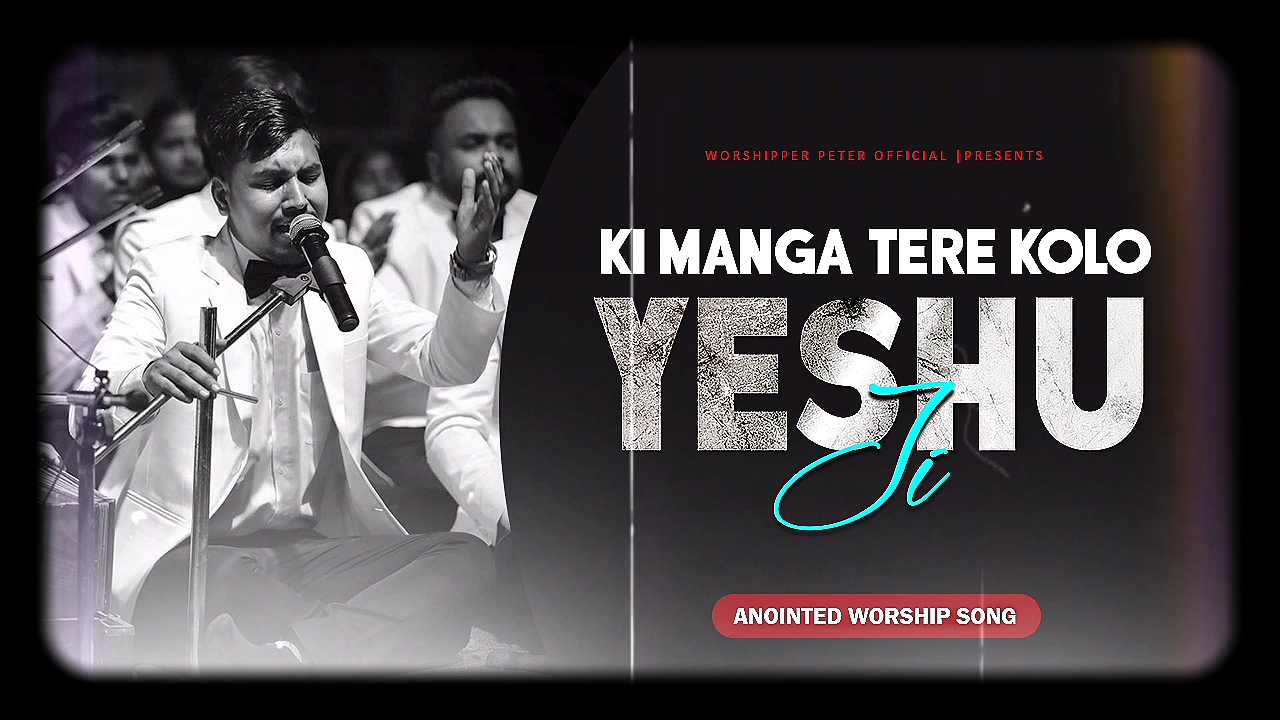 WORSHIPPER PETER OFFICIAL |PRESENTS
KI MANGA TERE KOLO
YESHU
Ji
ANOINTED WORSHIP SONG